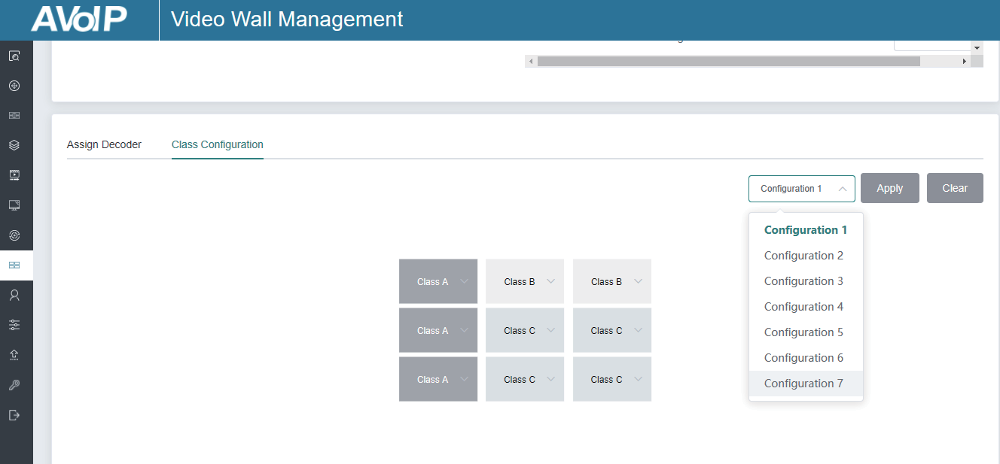 AVoIP
Video Wall Management
Assign Decoder
Class Configuration
Configuration 1
Apply
Clear
Configuration 1
Configuration 2
Configuration 3
Configuration 4
Configuration 5
Configuration 6
Configuration 7
Class A
Class B
Class B
Class A
Class C
Class C
Class A
Class C
Class C